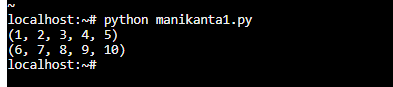 ~
localhost:~# python manikanta1.py
(1, 2, 3, 4, 5)
(6, 7, 8, 9, 10)
localhost:~#